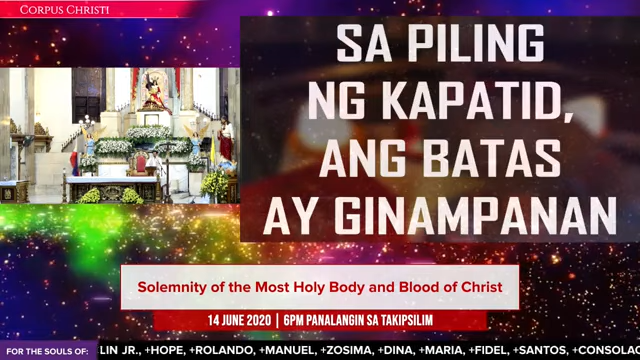 CORPUS CHRISTI
SA PILING
NG KAPATID,
ANG BATAS
AY GINAMPANAN
Solemnity of the Most Holy Body and Blood of Christ
14 JUNE 2020 | 6PM PANALANGIN SA TAKIPSILIM
FOR THE SOULS OF: LIN JR., +HOPE, +ROLANDO, +MANUEL, +ZOSIMA, +DINA, +MARIA, +FIDEL, +SANTOS, +CONSOLAC